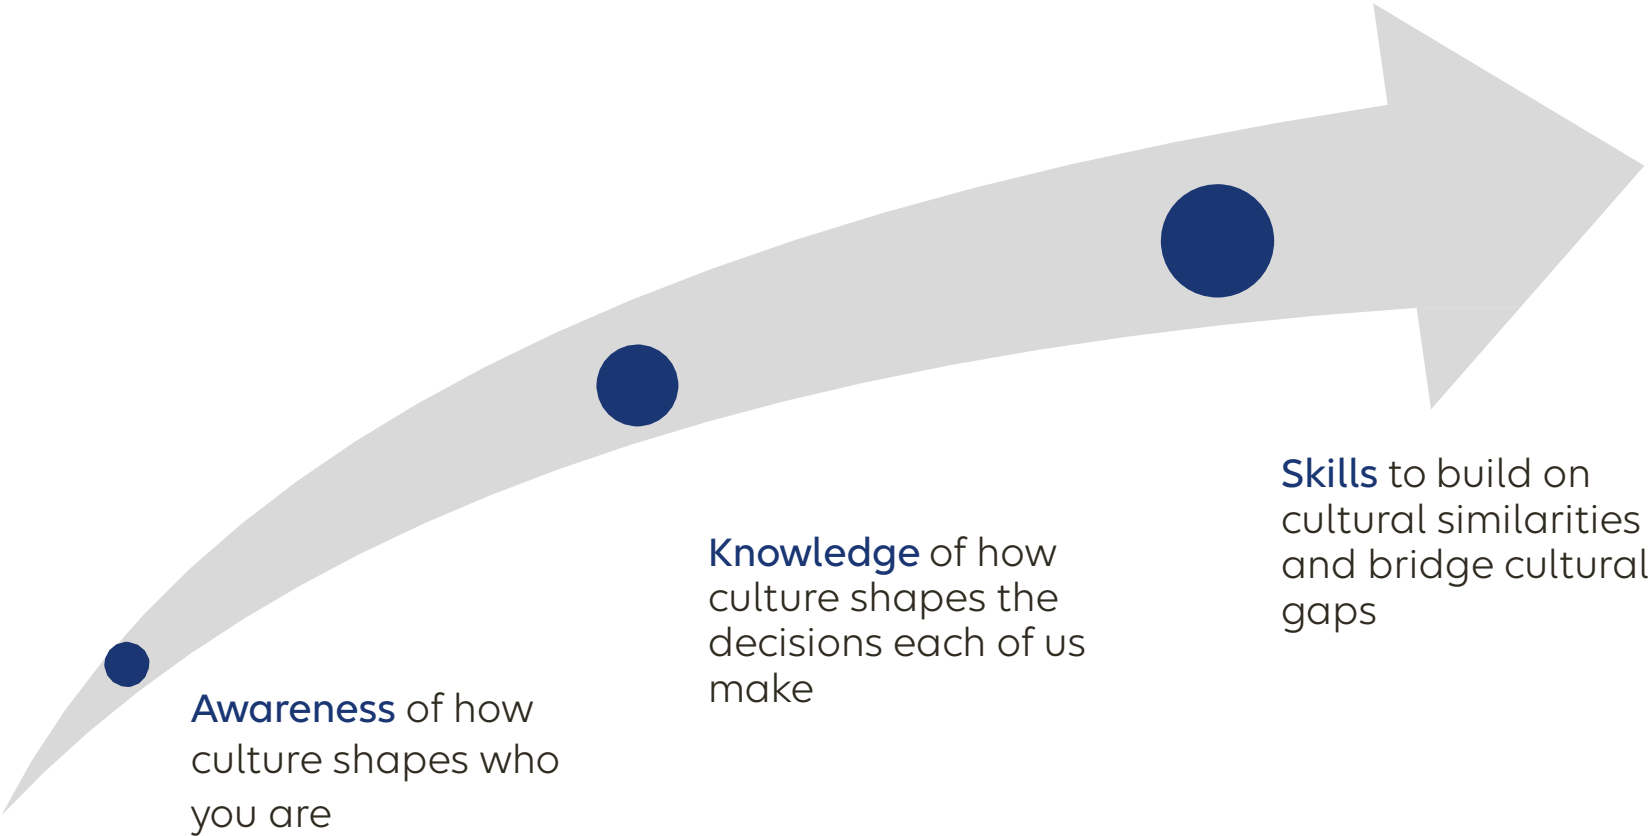 Awareness of how
culture shapes who
you are
Knowledge of how
culture shapes the
decisions each of us
make
Skills to build on
cultural similarities
and bridge cultural
gaps